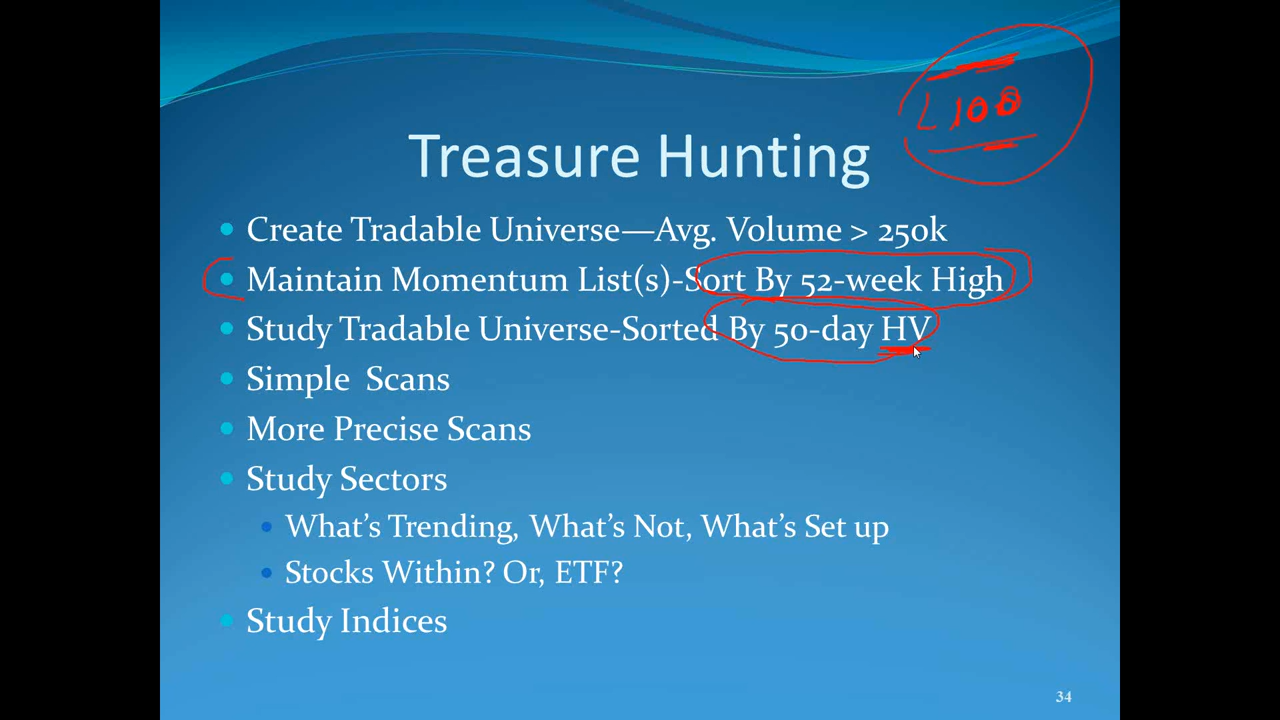 L 100
Treasure Hunting
Create Tradable Universe—Avg. Volume > 250k
Maintain Momentum List(s)-Sort By 52-week High
Study Tradable Universe-Sorted By 50-day HV
Simple Scans
More Precise Scans
Study Sectors
What's Trending, What's Not, What's Set up
Stocks Within? Or, ETF?
Study Indices
34